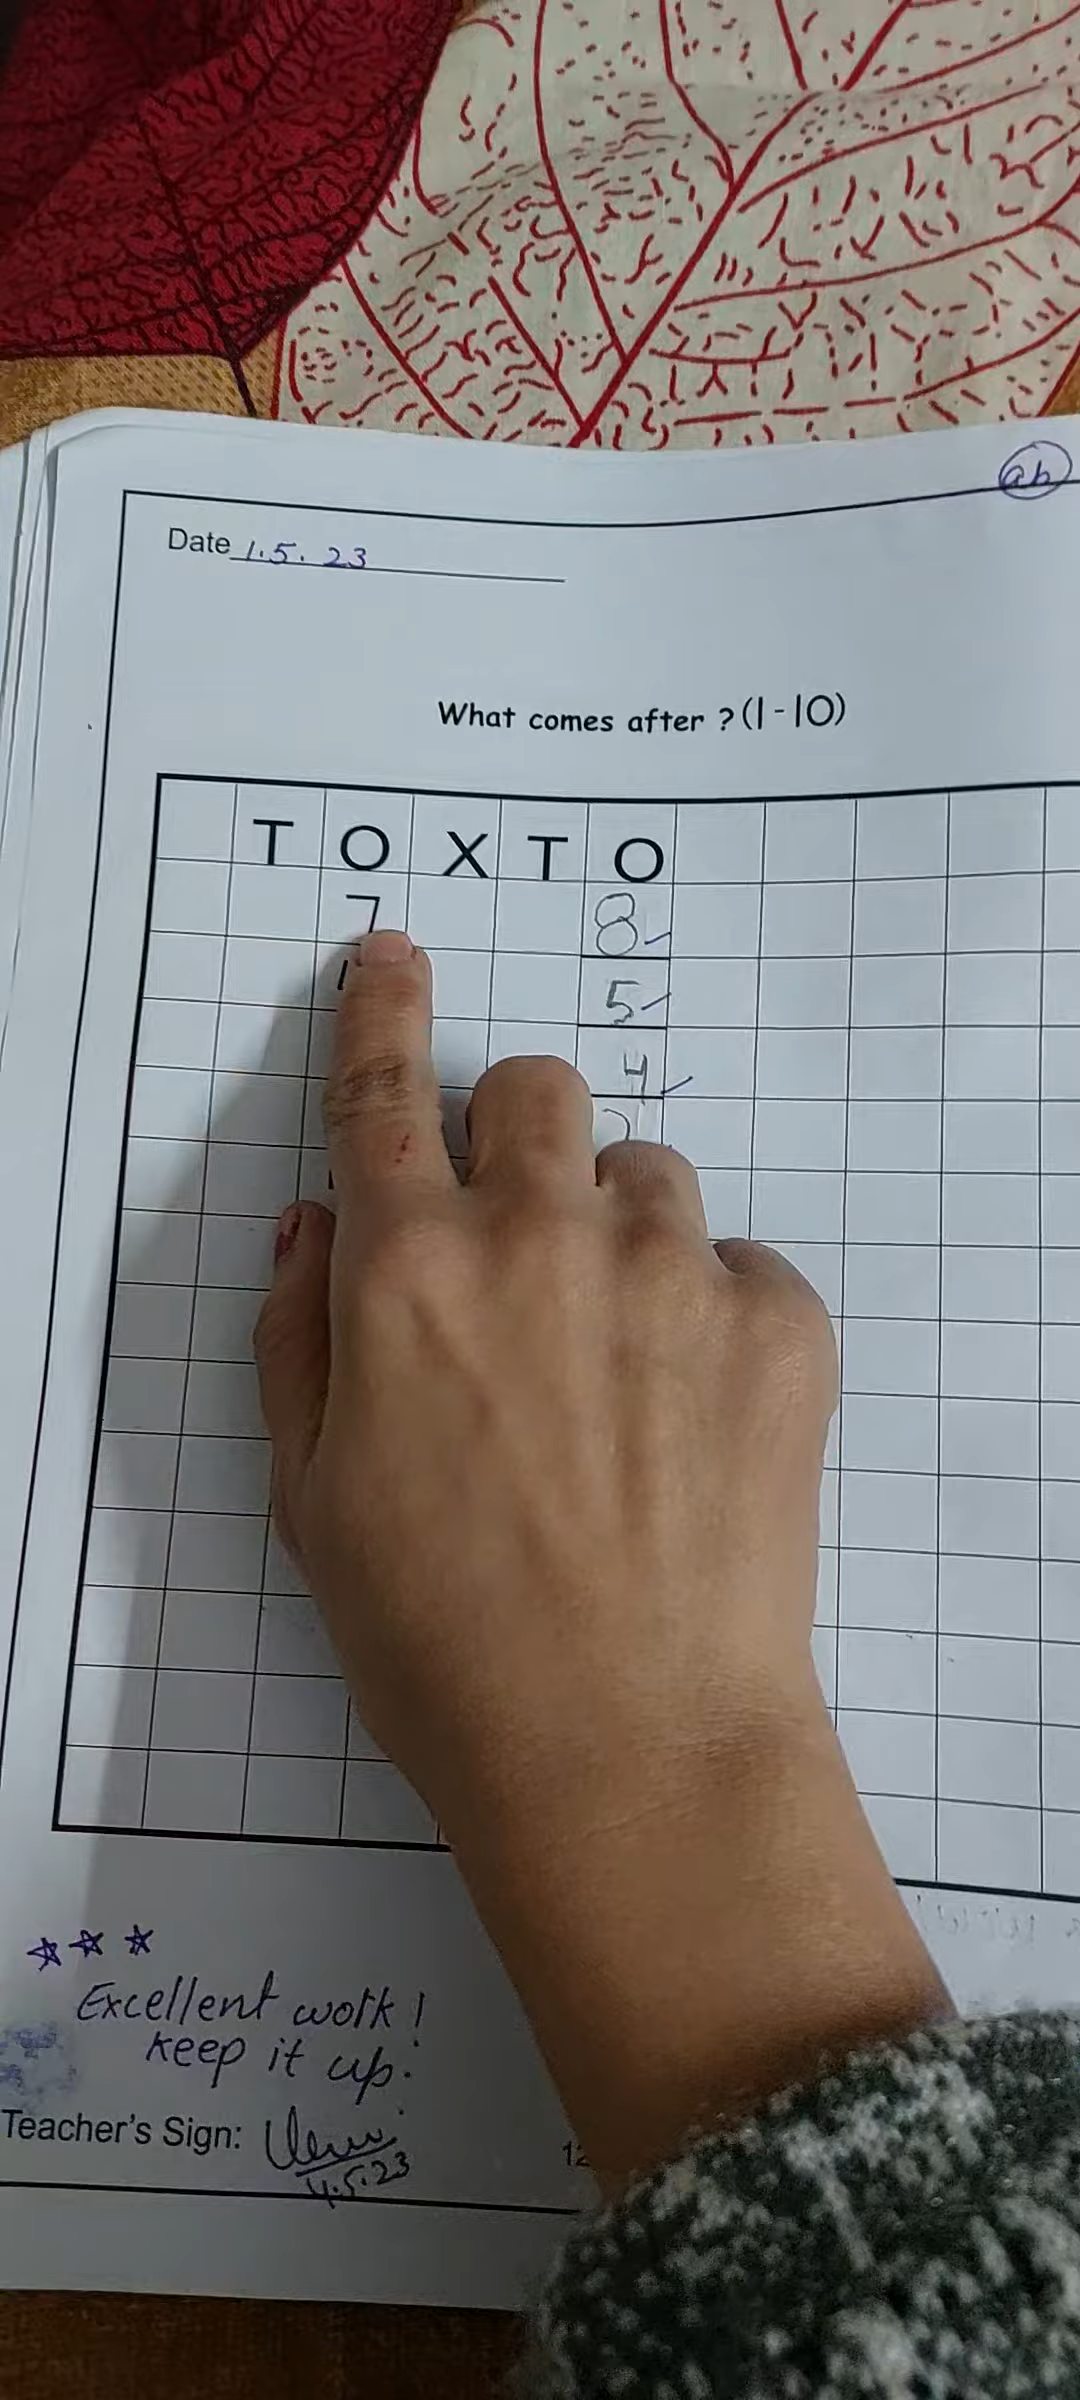 ab
Date 1.5.23
What comes after ? (1-10)
T O X T O
7 8
5
4
Excellent work!
keep it up.
Teacher's Sign:
4.5.23
12